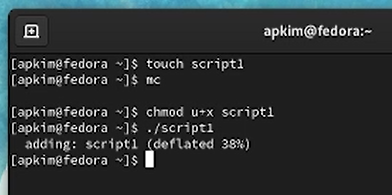 apkim@fedora:~
[apkim@fedora ~]$ touch script1
[apkim@fedora ~]$ mc
[apkim@fedora ~]$ chmod u+x script1
[apkim@fedora ~]$ ./script1
adding: script1 (deflated 38%)
[apkim@fedora ~]$